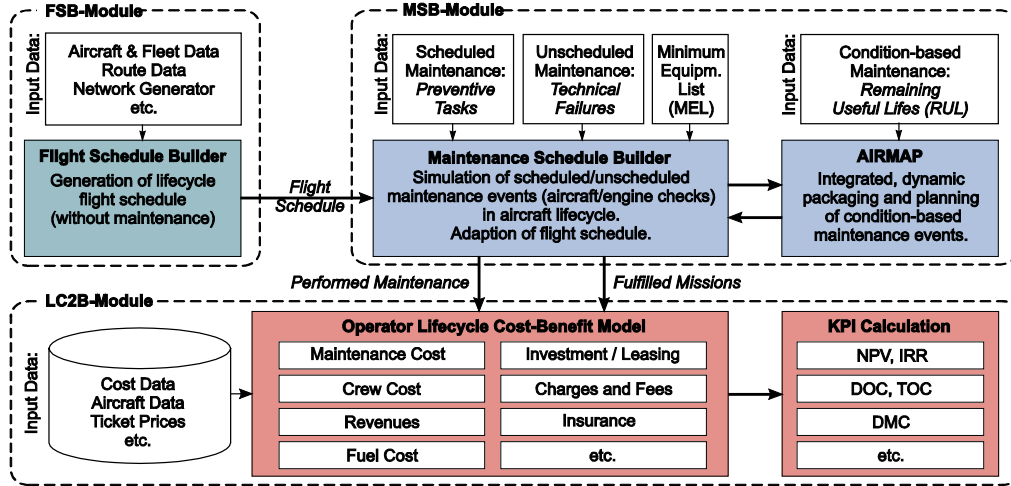 FSB-Module
Input Data:
Aircraft & Fleet Data
Route Data
Network Generator
etc.
Flight Schedule Builder
Generation of lifecycle
flight schedule
(without maintenance)
Flight
Schedule
MSB-Module
Input Data:
Scheduled
Maintenance:
Preventive
Tasks
Unscheduled
Maintenance:
Technical
Failures
Minimum
Equipm.
List
(MEL)
Input Data:
Condition-based
Maintenance:
Remaining
Useful Lifes (RUL)
Maintenance Schedule Builder
Simulation of scheduled/unscheduled
maintenance events (aircraft/engine checks)
in aircraft lifecycle.
Adaption of flight schedule.
AIRMAP
Integrated, dynamic
packaging and planning
of condition-based
maintenance events.
Performed Maintenance
Fulfilled Missions
LC2B-Module
Input Data:
Cost Data
Aircraft Data
Ticket Prices
etc.
Operator Lifecycle Cost-Benefit Model
Maintenance Cost
Investment / Leasing
Crew Cost
Charges and Fees
Revenues
Insurance
Fuel Cost
etc.
KPI Calculation
NPV, IRR
DOC, TOC
DMC
etc.